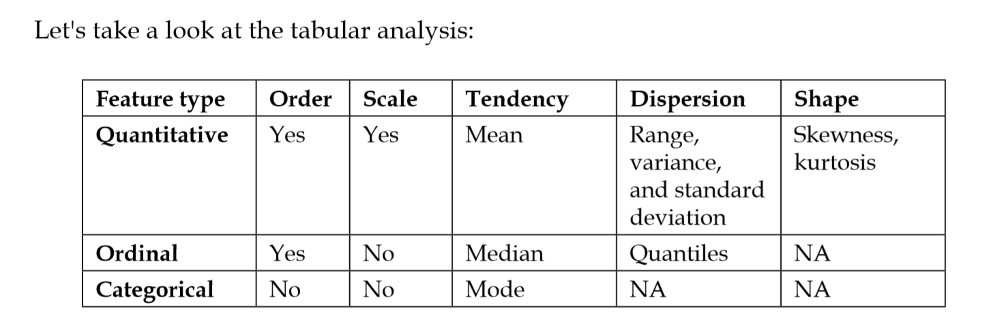 Let's take a look at the tabular analysis:
Feature type Order Scale Tendency Dispersion Shape
Quantitative Yes Yes Mean Range, Skewness,
variance, kurtosis
and standard
deviation
Ordinal Yes No Median Quantiles NA
Categorical No No Mode NA NA